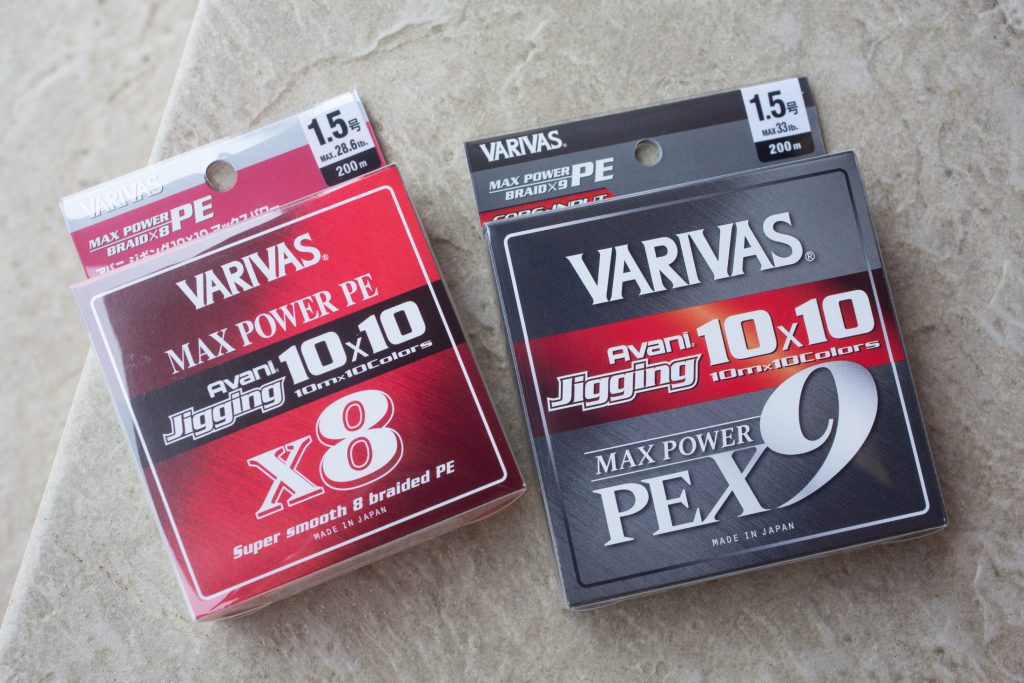 VARIVAS
1.5号
MAX.28.6lb.
200m
MAX POWER
BRAID×8 PE
VARIVAS®
MAX POWER PE
Avani
Jigging 10x10
10m×10Colors
X8
Super smooth 8 braided PE
MADE IN JAPAN
VARIVAS®
1.5号
MAX 33lb.
200m
MAX POWER
BRAID×9 PE
CORE-INPUT
VARIVAS®
Avani
Jigging 10x10
10m×10Colors
MAX POWER
PE X9
MADE IN JAPAN